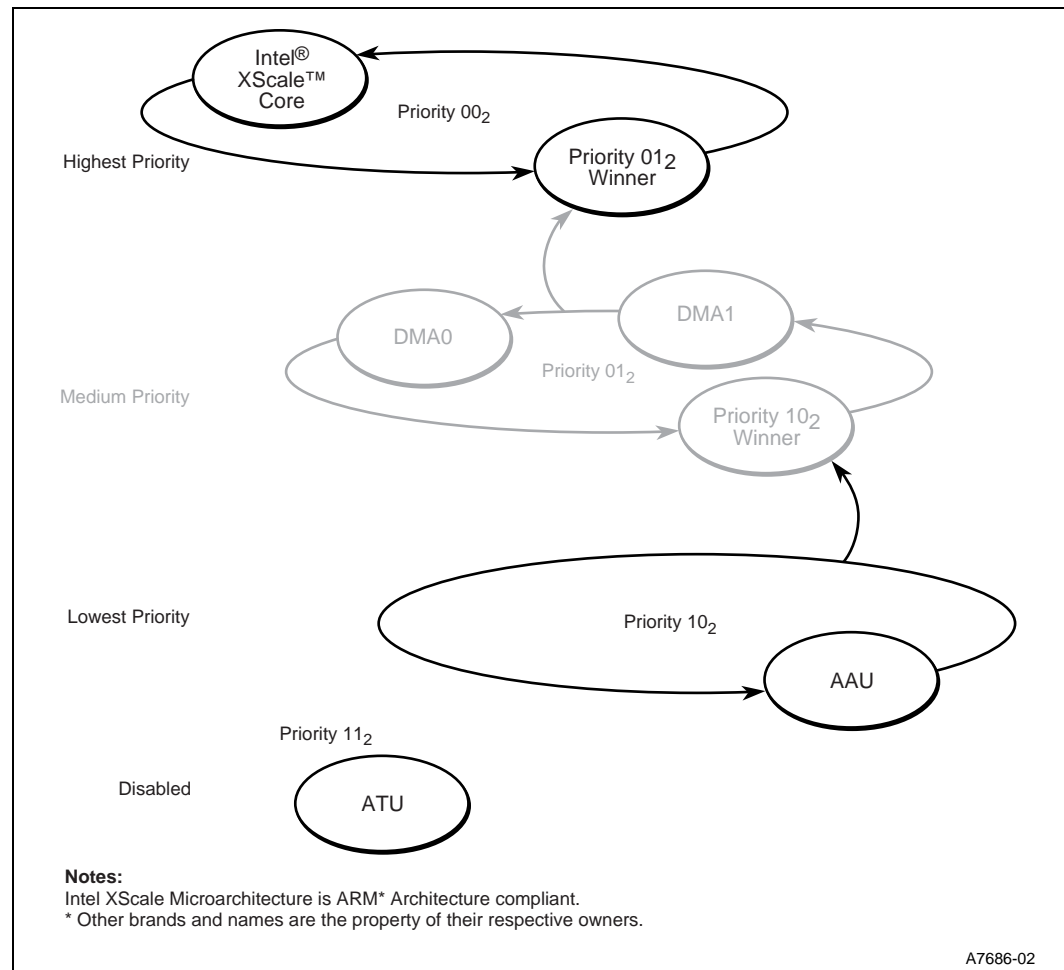 Intel®
XScale™
Core
Priority 00₂
Highest Priority
Priority 01₂
Winner
DMA1
DMA0
Priority 01₂
Medium Priority
Priority 10₂
Winner
Lowest Priority
Priority 10₂
AAU
Priority 11₂
Disabled
ATU
Notes:
Intel XScale Microarchitecture is ARM* Architecture compliant.
* Other brands and names are the property of their respective owners.
A7686-02